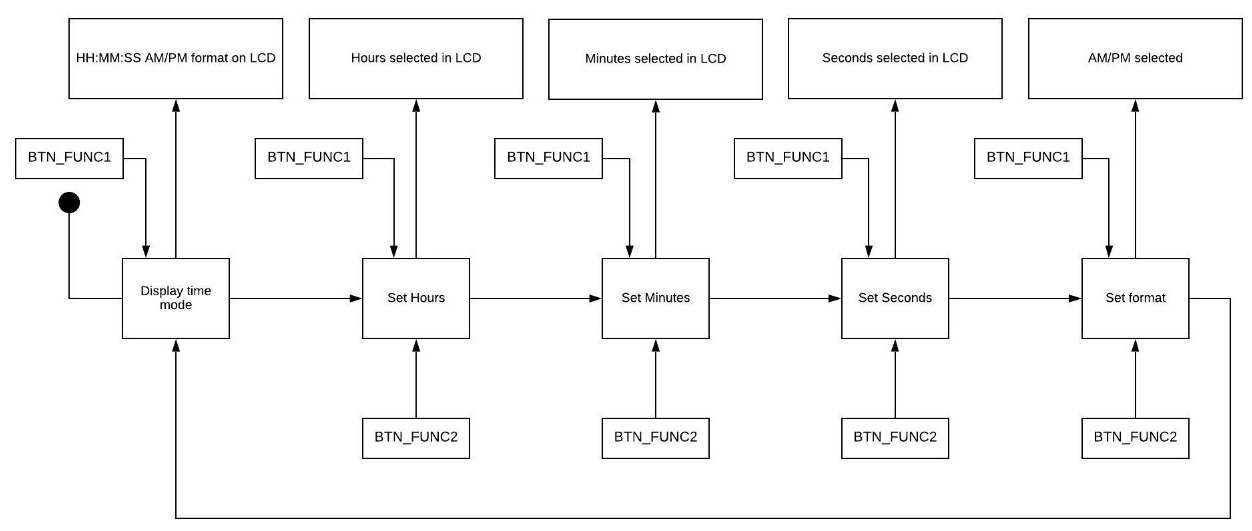 HH:MM:SS AM/PM format on LCD
Hours selected in LCD
Minutes selected in LCD
Seconds selected in LCD
AM/PM selected
BTN_FUNC1
BTN_FUNC1
BTN_FUNC1
BTN_FUNC1
BTN_FUNC1
Display time
mode
Set Hours
Set Minutes
Set Seconds
Set format
BTN_FUNC2
BTN_FUNC2
BTN_FUNC2
BTN_FUNC2